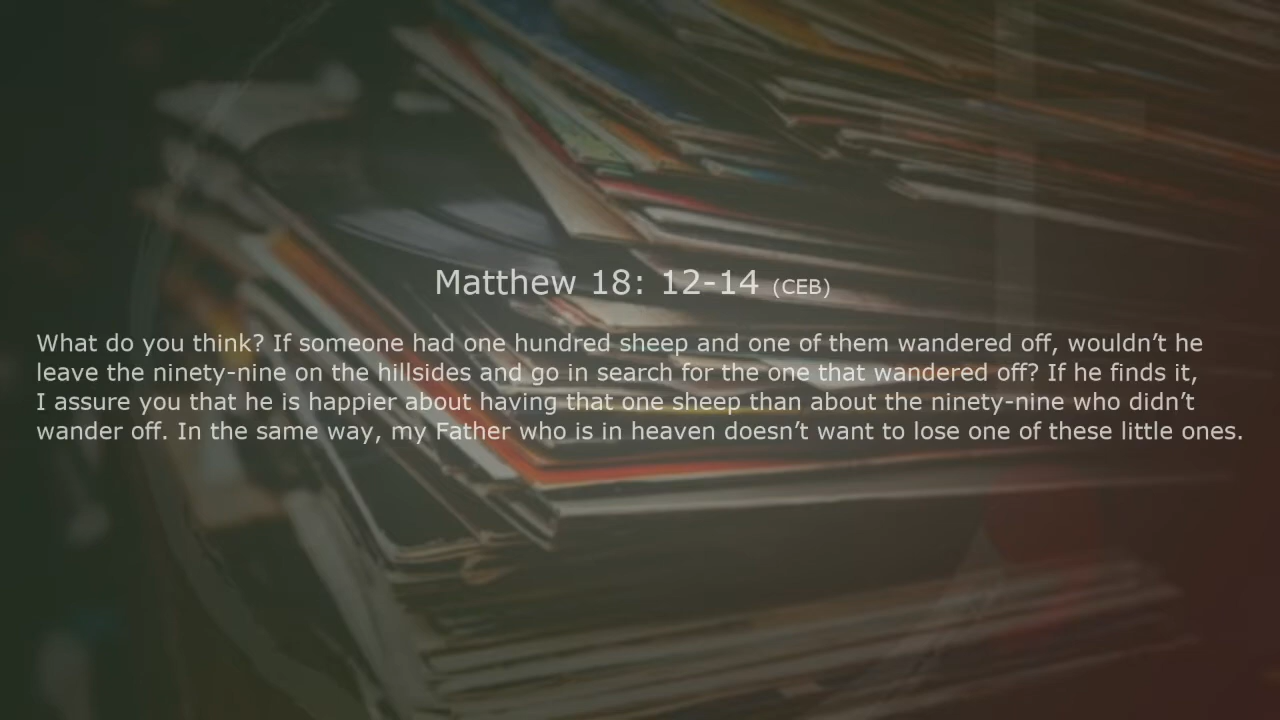 Matthew 18: 12-14 (CEB)
What do you think? If someone had one hundred sheep and one of them wandered off, wouldn’t he
leave the ninety-nine on the hillsides and go in search for the one that wandered off? If he finds it,
I assure you that he is happier about having that one sheep than about the ninety-nine who didn’t
wander off. In the same way, my Father who is in heaven doesn’t want to lose one of these little ones.